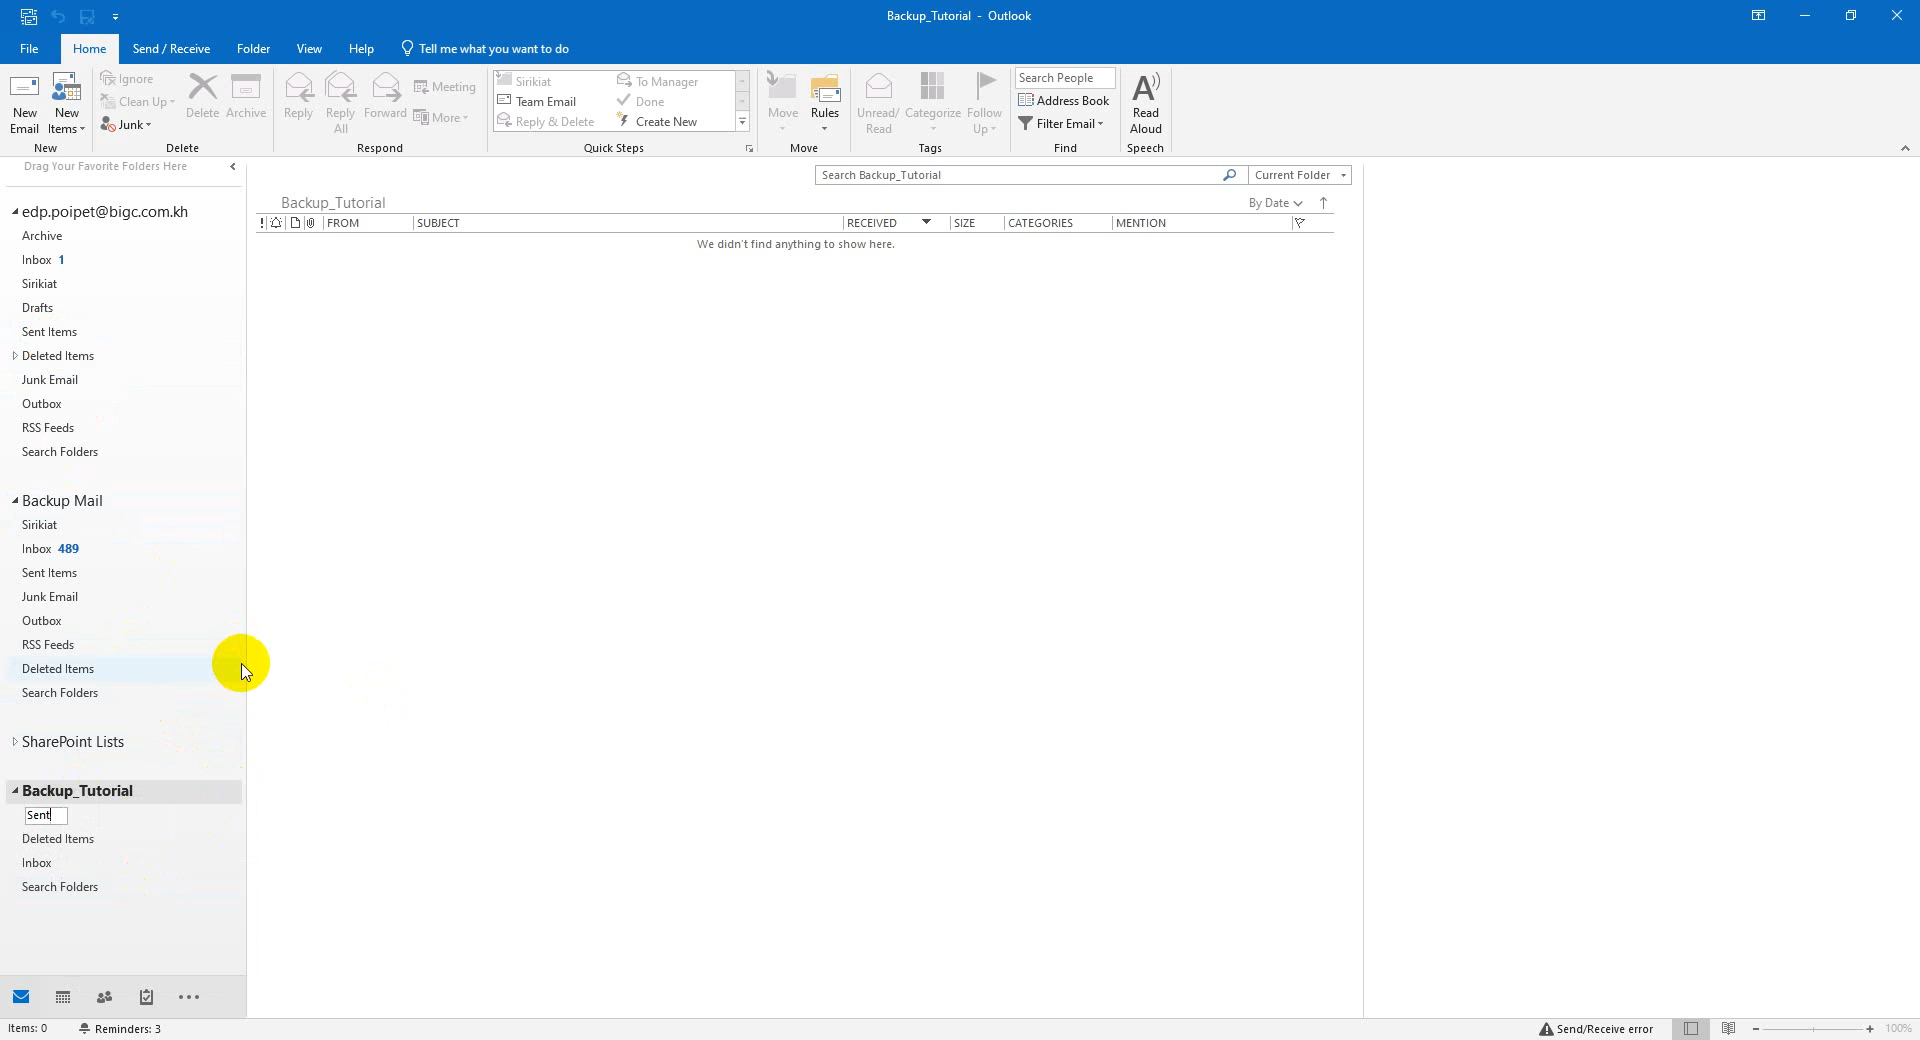 Backup_Tutorial - Outlook
File Home Send / Receive Folder View Help Tell me what you want to do
New Email
New Items
New
Ignore
Clean Up
Junk
Delete
Archive
Delete
Reply
Reply All
Forward
Meeting
More
Respond
Sirikiat
Team Email
Reply & Delete
To Manager
Done
Create New
Quick Steps
Move
Rules
Move
Unread/ Read
Categorize
Follow Up
Tags
Search People
Address Book
Filter Email
Find
Read Aloud
Speech
Drag Your Favorite Folders Here
edp.poipet@bigc.com.kh
Archive
Inbox 1
Sirikiat
Drafts
Sent Items
Deleted Items
Junk Email
Outbox
RSS Feeds
Search Folders
Backup Mail
Sirikiat
Inbox 489
Sent Items
Junk Email
Outbox
RSS Feeds
Deleted Items
Search Folders
SharePoint Lists
Backup_Tutorial
Sent
Deleted Items
Inbox
Search Folders
Search Backup_Tutorial
Current Folder
Backup_Tutorial
By Date
! FROM SUBJECT RECEIVED SIZE CATEGORIES MENTION
We didn't find anything to show here.
Items: 0 Reminders: 3
Send/Receive error
100%